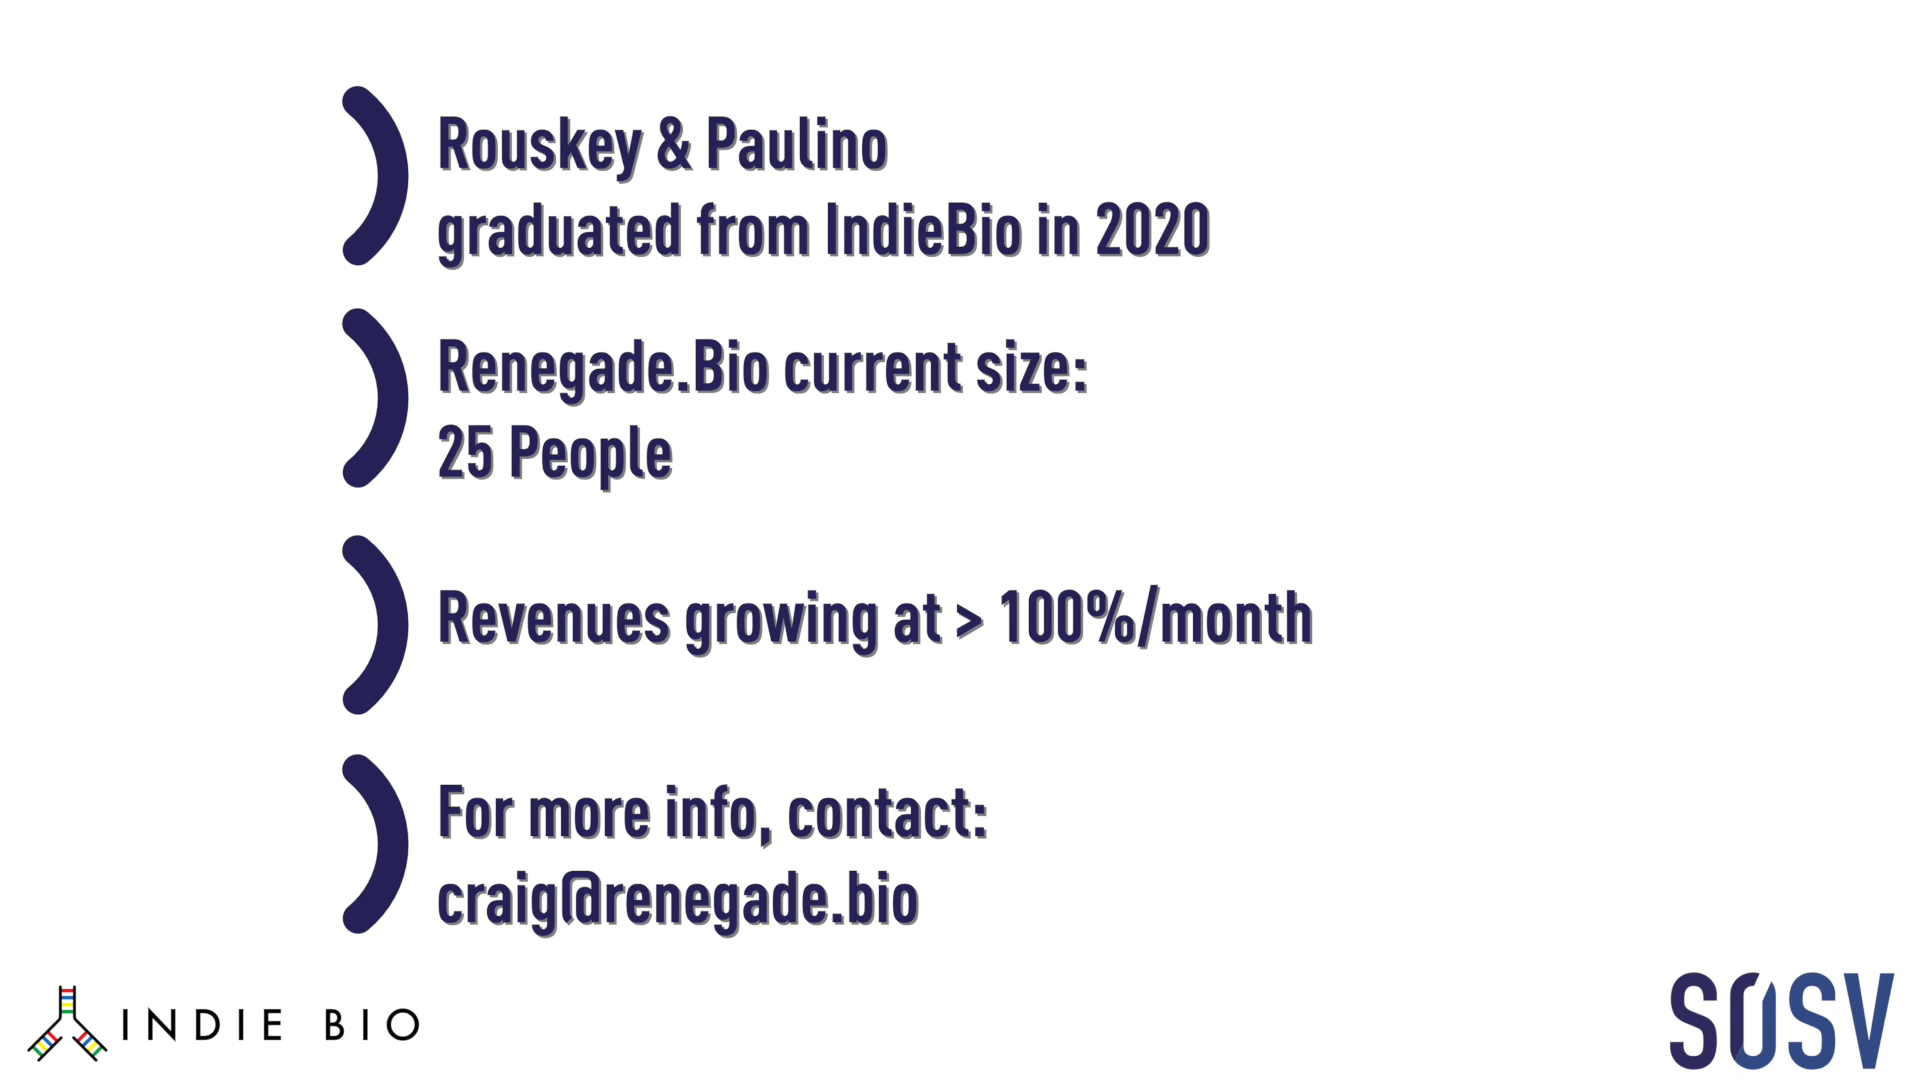 Rouskey & Paulino
graduated from IndieBio in 2020
Renegade.Bio current size:
25 People
Revenues growing at > 100%/month
For more info, contact:
craig@renegade.bio
INDIE BIO
SOSV